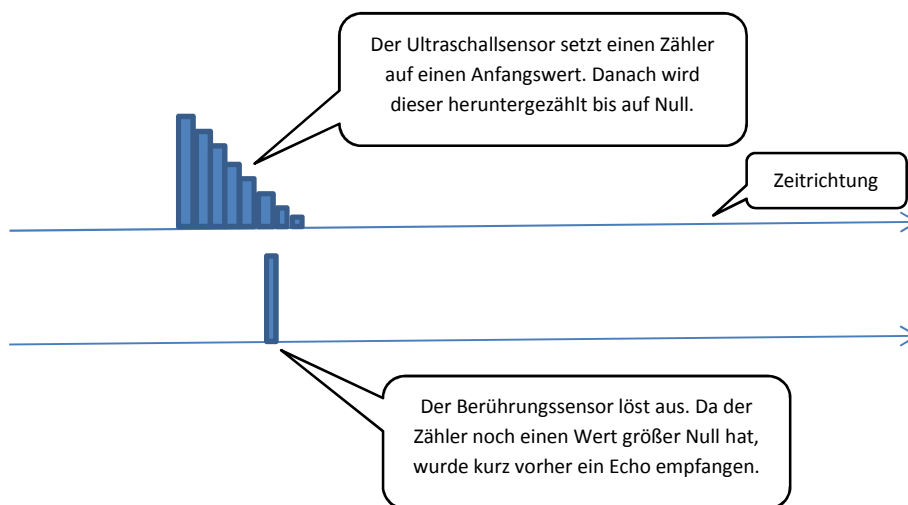 Der Ultraschallsensor setzt einen Zähler
auf einen Anfangswert. Danach wird
dieser heruntergezählt bis auf Null.
Zeitrichtung
Der Berührungssensor löst aus. Da der
Zähler noch einen Wert größer Null hat,
wurde kurz vorher ein Echo empfangen.